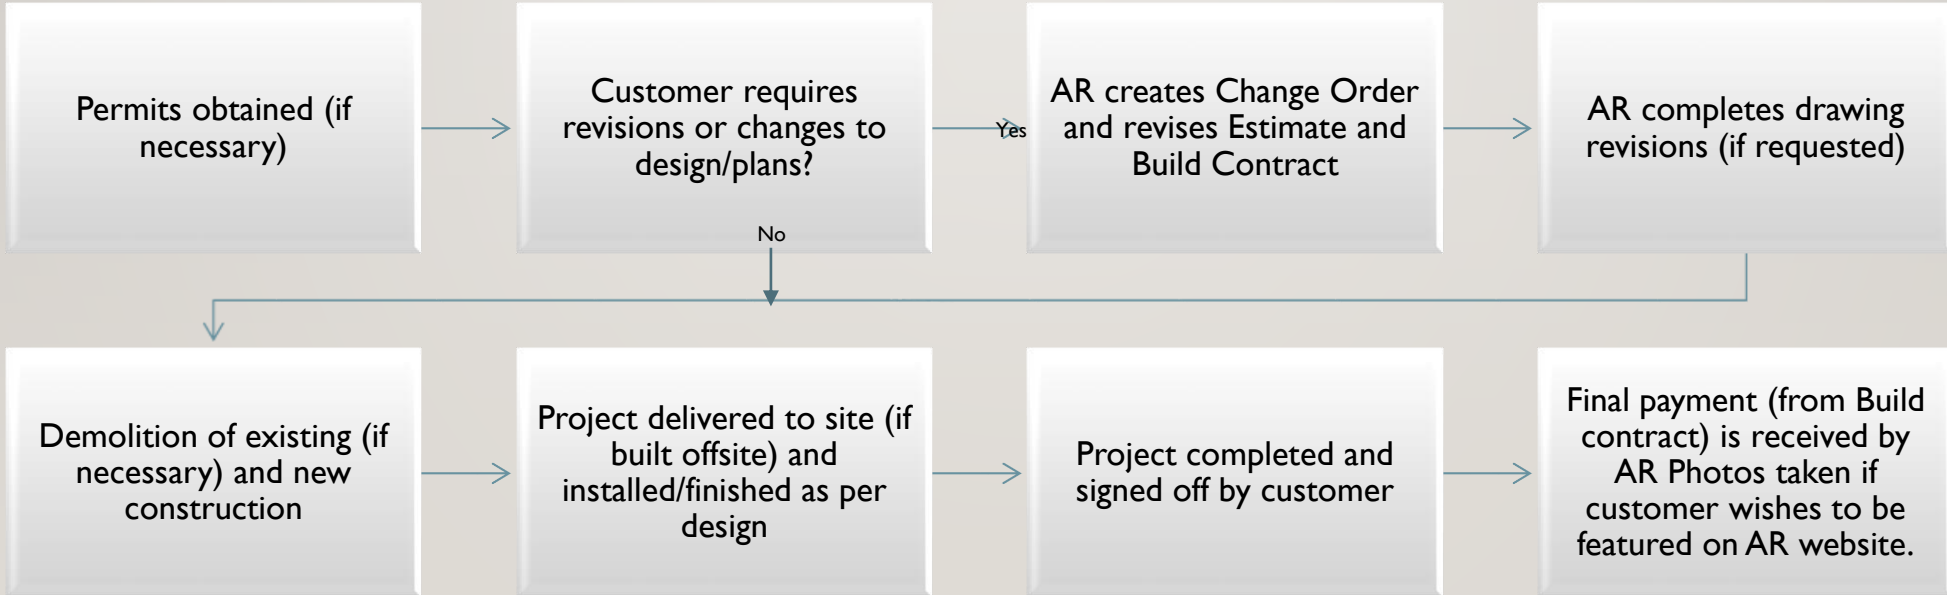 Permits obtained (if
necessary)
Customer requires
revisions or changes to
design/plans?
Yes
AR creates Change Order
and revises Estimate and
Build Contract
AR completes drawing
revisions (if requested)
No
Demolition of existing (if
necessary) and new
construction
Project delivered to site (if
built offsite) and
installed/finished as per
design
Project completed and
signed off by customer
Final payment (from Build
contract) is received by
AR Photos taken if
customer wishes to be
featured on AR website.